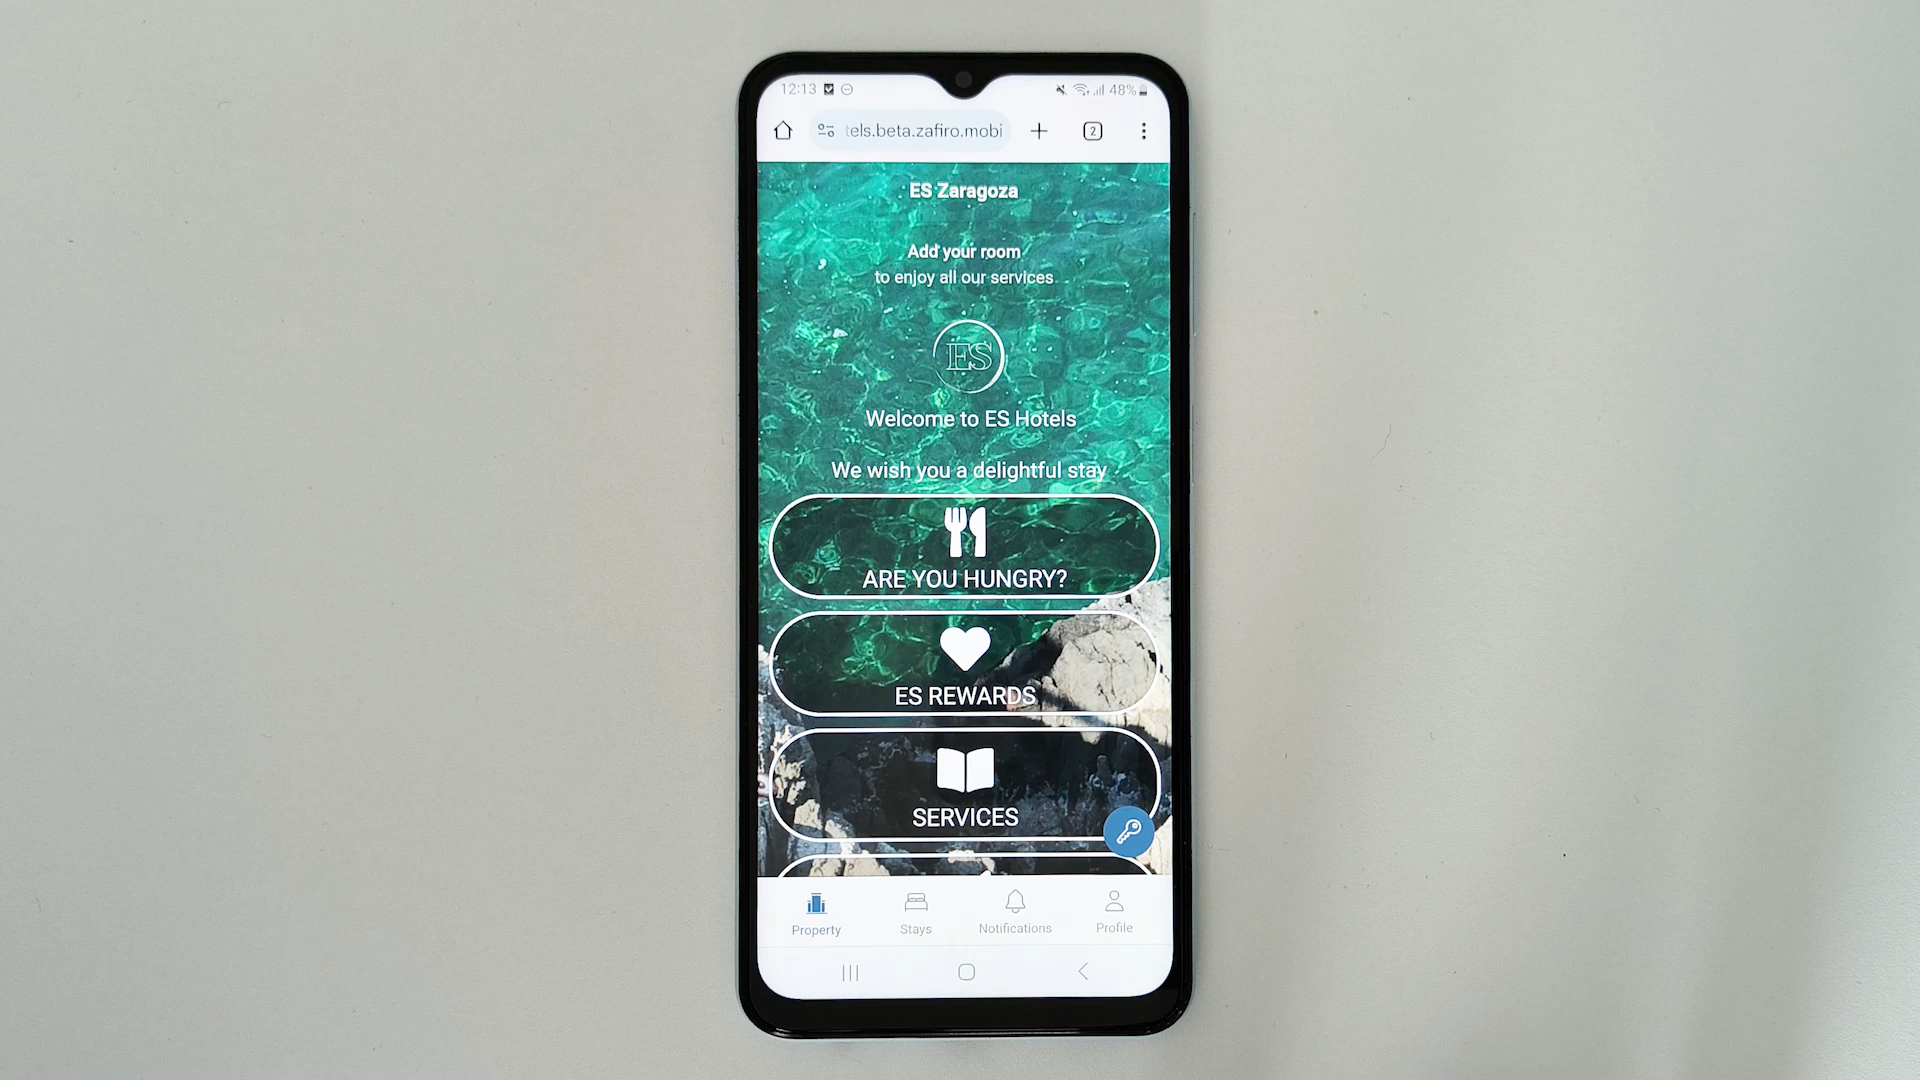 12:13
48%
tels.beta.zafiro.mobi
2
ES Zaragoza
Add your room
to enjoy all our services
ES
Welcome to ES Hotels
We wish you a delightful stay
ARE YOU HUNGRY?
ES REWARDS
SERVICES
Property
Stays
Notifications
Profile